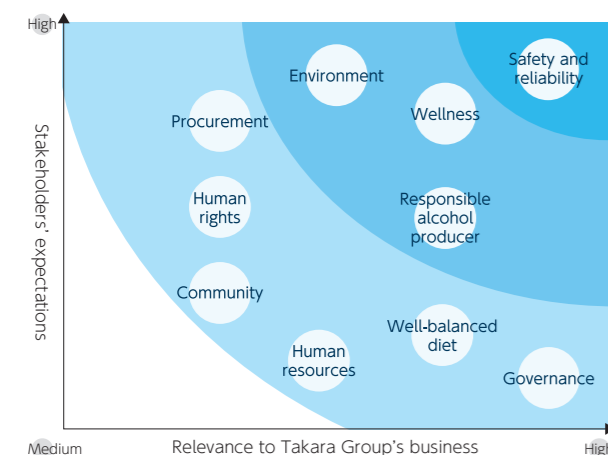 High
Safety and
reliability
Environment
Wellness
Procurement
Human
rights
Responsible
alcohol
producer
Community
Well-balanced
diet
Human
resources
Governance
Stakeholders' expectations
Medium
Relevance to Takara Group's business
High